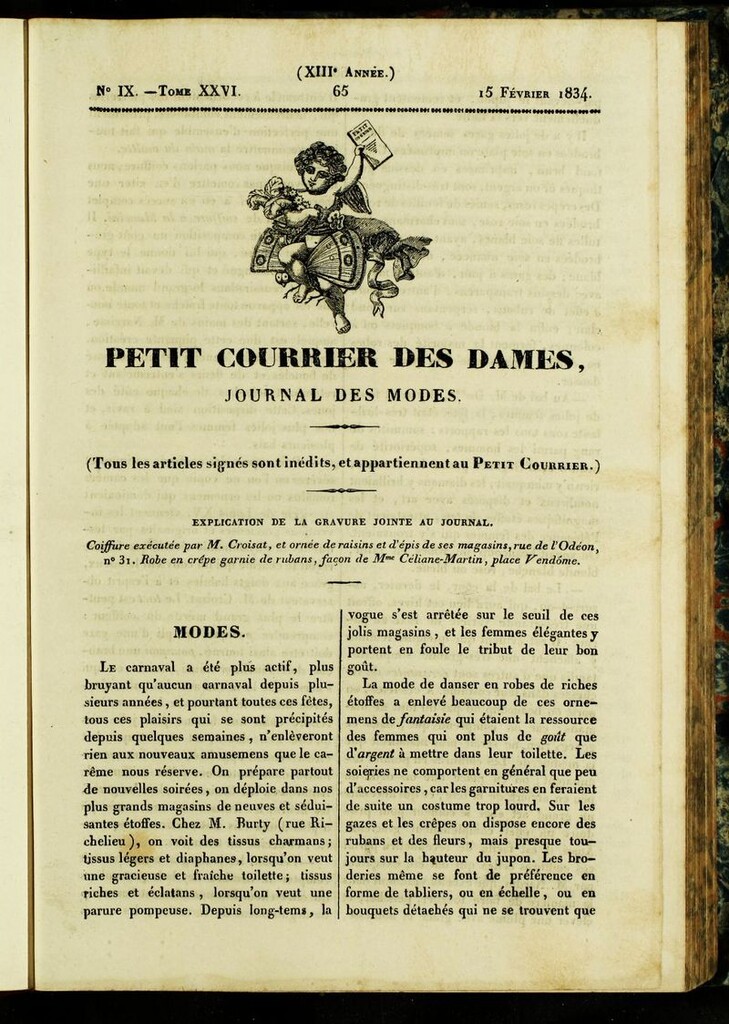 (XIIIe Année.)
No IX. —Tome XXVI. 65 15 Février 1834.
PETIT COURRIER
PETIT COURRIER DES DAMES,
JOURNAL DES MODES.
(Tous les articles signés sont inédits, et appartiennent au Petit Courrier.)
EXPLICATION DE LA GRAVURE JOINTE AU JOURNAL.
Coiffure exécutée par M. Croisat, et ornée de raisins et d'épis de ses magasins, rue de l'Odéon,
no 31. Robe en crêpe garnie de rubans, façon de Mme Céliane-Martin, place Vendôme.
MODES.
Le carnaval a été plus actif, plus
bruyant qu'aucun carnaval depuis plu-
sieurs années, et pourtant toutes ces fêtes,
tous ces plaisirs qui se sont précipités
depuis quelques semaines, n'enlèveront
rien aux nouveaux amusemens que le ca-
rême nous réserve. On prépare partout
de nouvelles soirées, on déploie dans nos
plus grands magasins de neuves et sédui-
santes étoffes. Chez M. Burty (rue Ri-
chelieu), on voit des tissus charmans;
tissus légers et diaphanes, lorsqu'on veut
une gracieuse et fraîche toilette; tissus
riches et éclatans, lorsqu'on veut une
parure pompeuse. Depuis long-tems, la
vogue s'est arrêtée sur le seuil de ces
jolis magasins, et les femmes élégantes y
portent en foule le tribut de leur bon
goût.
La mode de danser en robes de riches
étoffes a enlevé beaucoup de ces orne-
mens de fantaisie qui étaient la ressource
des femmes qui ont plus de goût que
d'argent à mettre dans leur toilette. Les
soieries ne comportent en général que peu
d'accessoires, car les garnitures en feraient
de suite un costume trop lourd. Sur les
gazes et les crêpes on dispose encore des
rubans et des fleurs, mais presque tou-
jours sur la hauteur du jupon. Les bro-
deries même se font de préférence en
forme de tabliers, ou en échelle, ou en
bouquets détachés qui ne se trouvent que